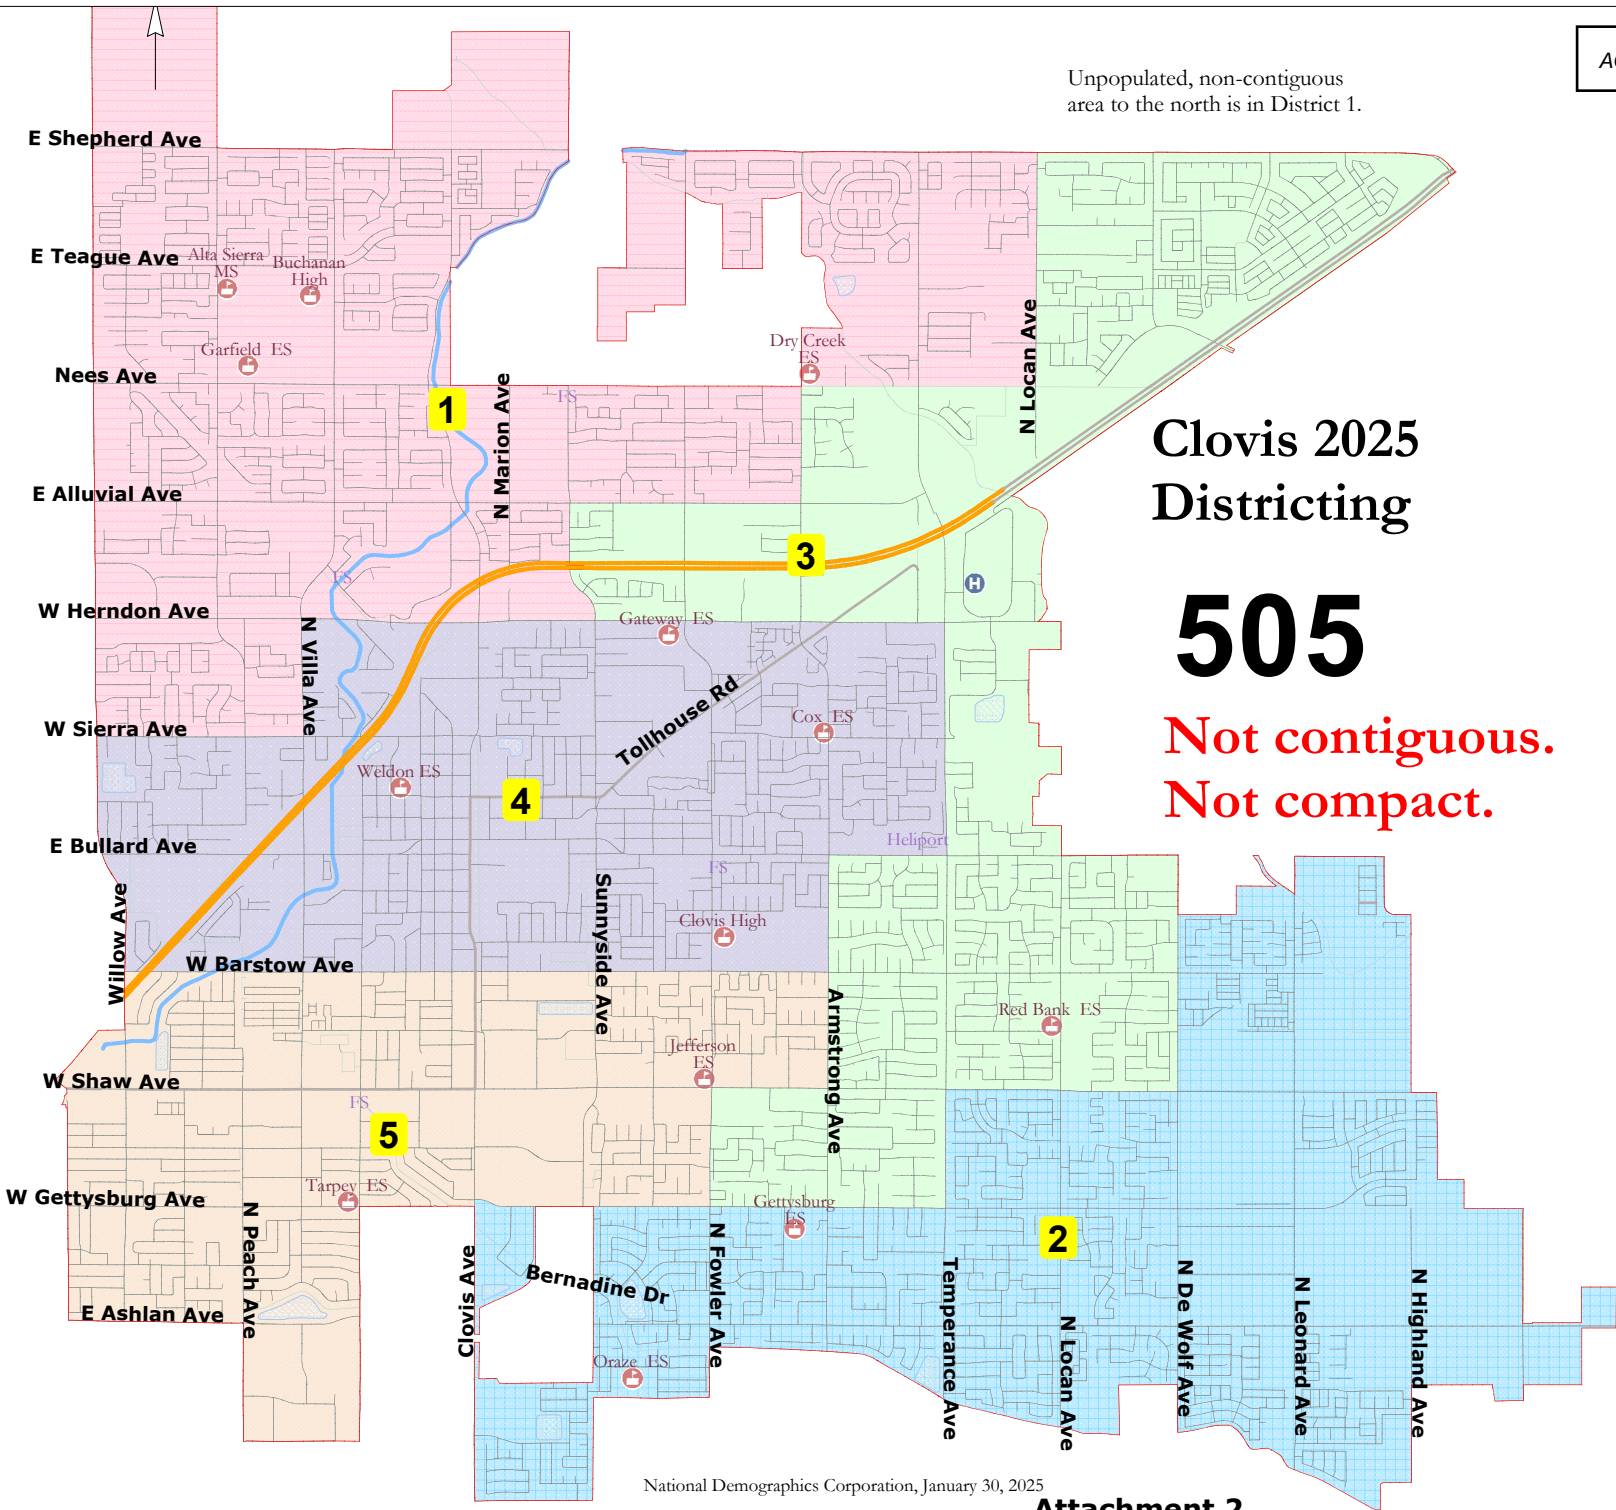 AG
Unpopulated, non-contiguous
area to the north is in District 1.
E Shepherd Ave
E Teague Ave
Alta Sierra
MS
Buchanan
High
Garfield ES
Nees Ave
Dry Creek
ES
N Locan Ave
1
N Marion Ave
FS
Clovis 2025
Districting
E Alluvial Ave
3
FS
H
W Herndon Ave
505
Gateway ES
N Villa Ave
Tollhouse Rd
Cox ES
W Sierra Ave
Not contiguous.
Not compact.
Weldon ES
4
E Bullard Ave
Heliport
FS
Willow Ave
Sunnyside Ave
Clovis High
W Barstow Ave
Armstrong Ave
Red Bank ES
Jefferson
ES
W Shaw Ave
FS
5
Tarpey ES
W Gettysburg Ave
Gettysburg
ES
2
N Peach Ave
Clovis Ave
Bernadine Dr
N Fowler Ave
Temperance Ave
N Locan Ave
N De Wolf Ave
N Leonard Ave
N Highland Ave
E Ashlan Ave
Oraze ES
National Demographics Corporation, January 30, 2025
Attachment 2